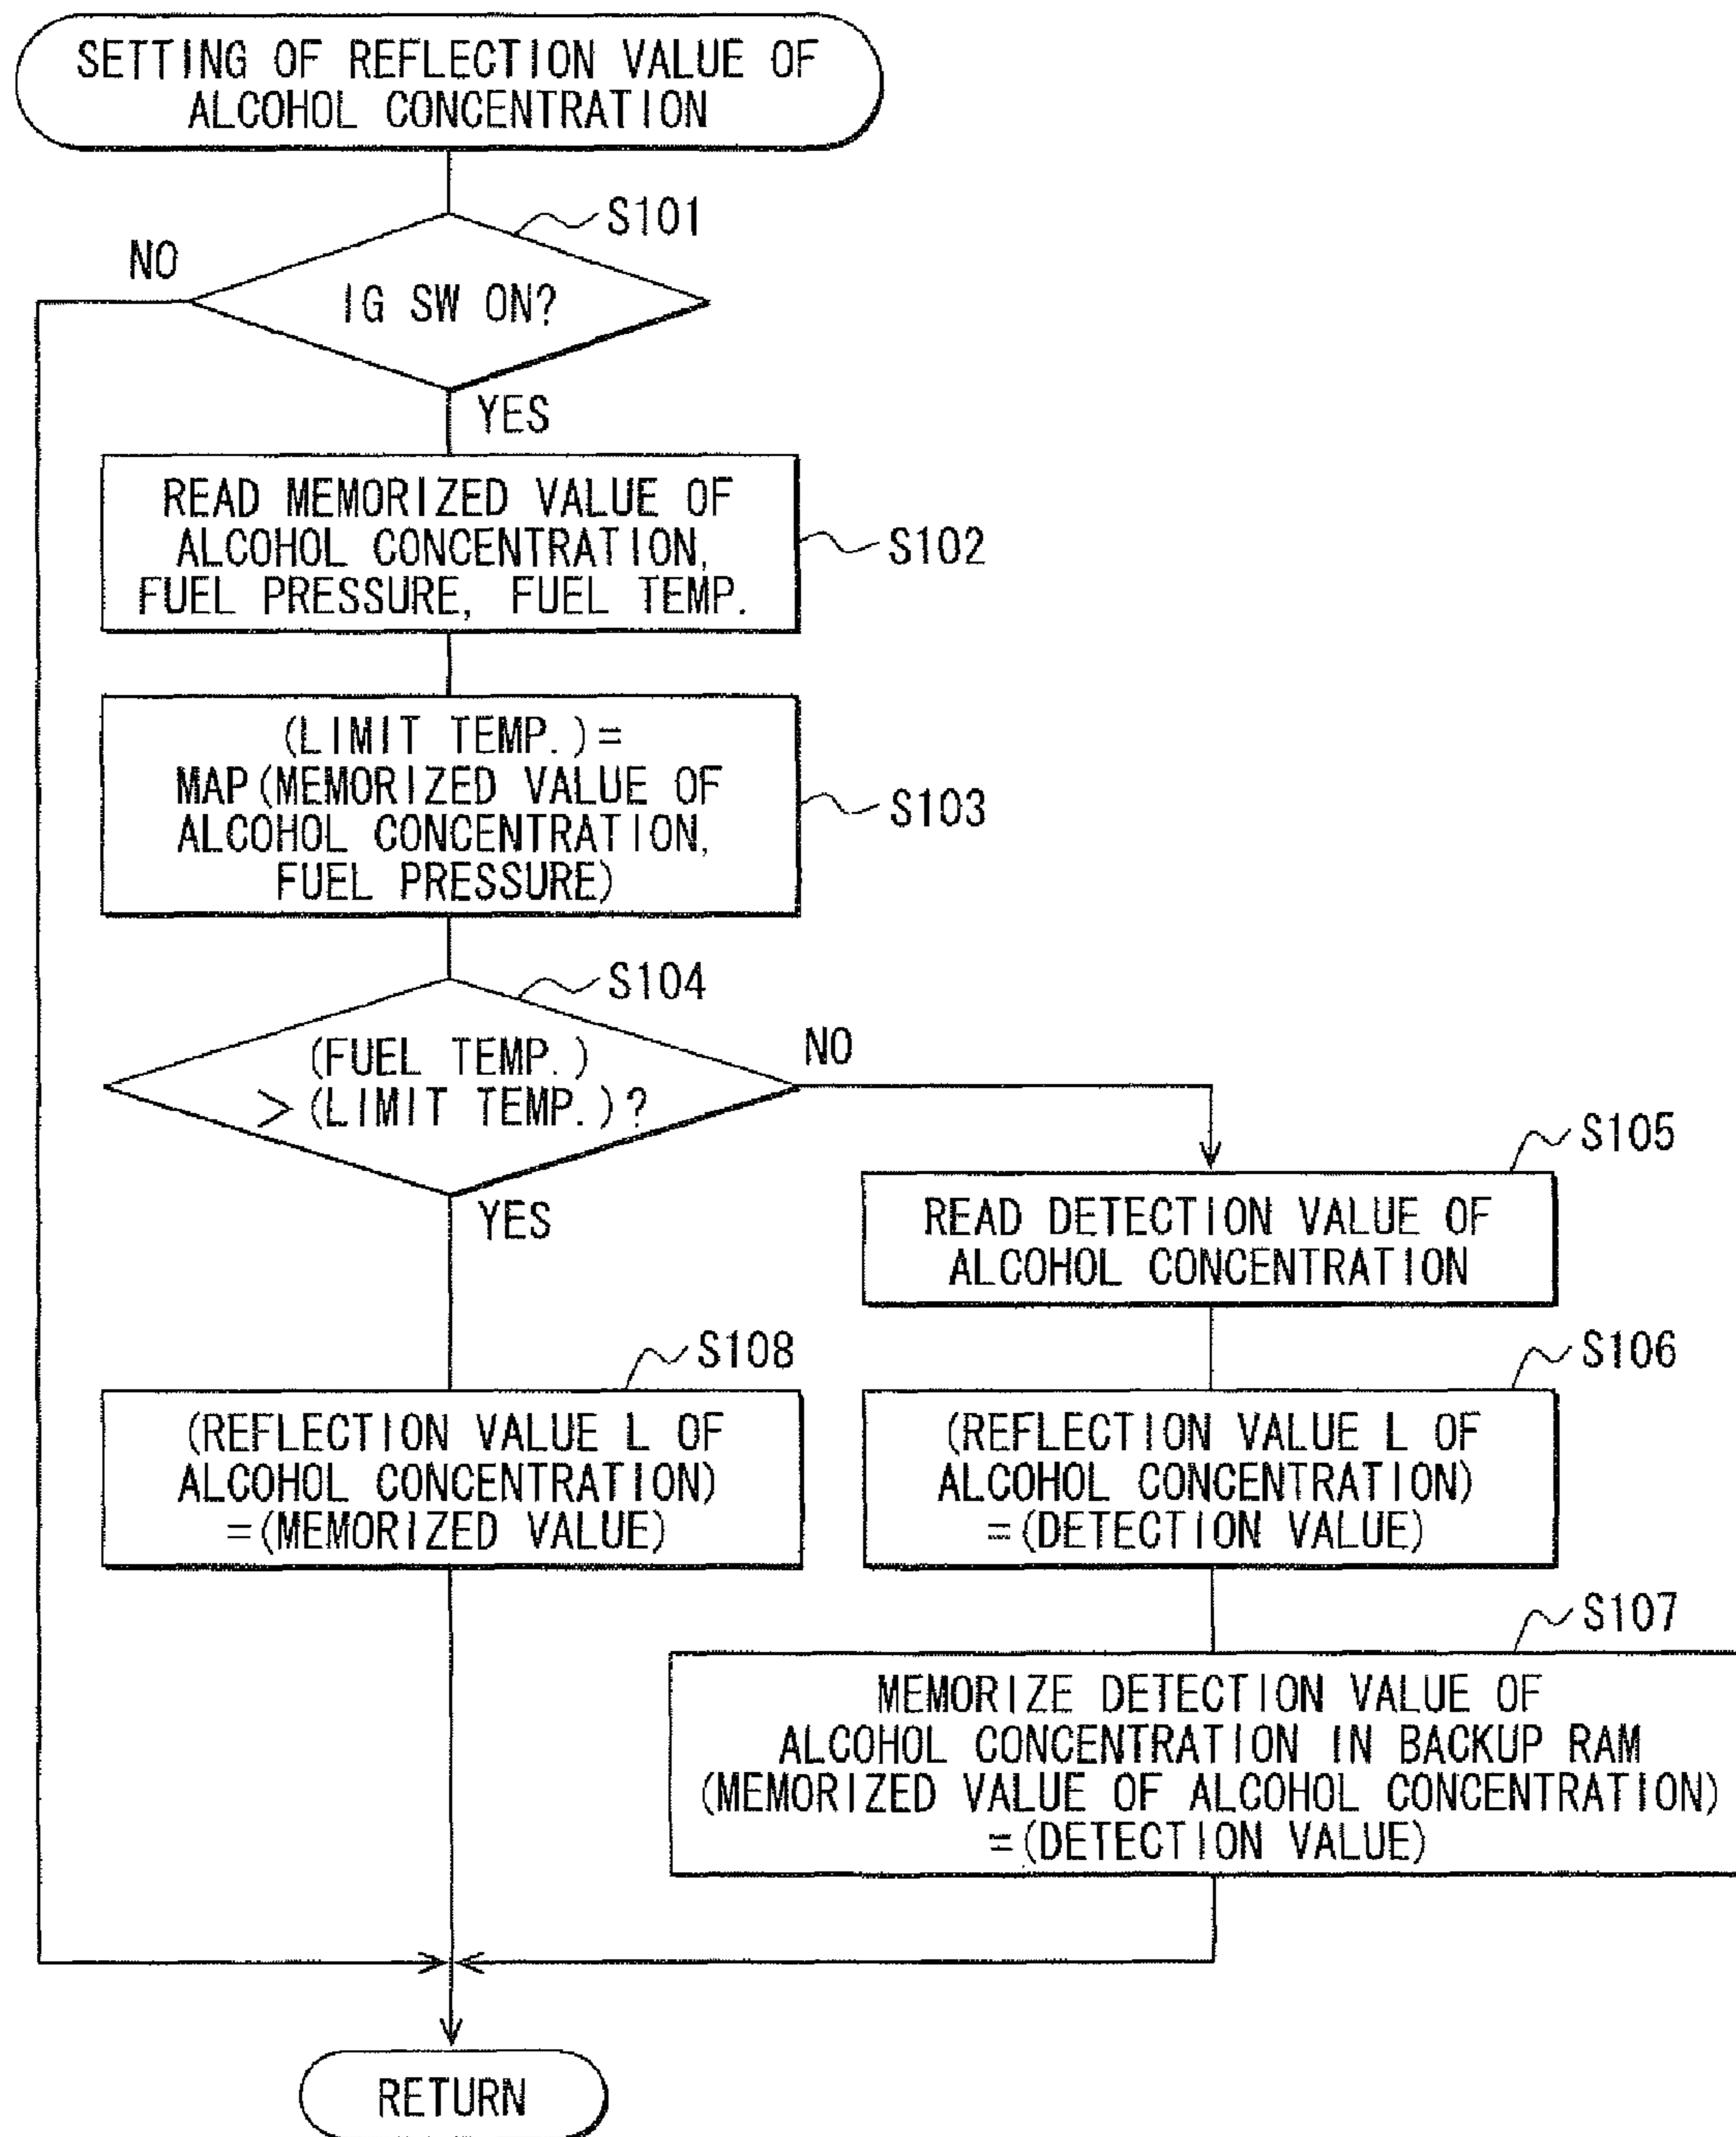 SETTING OF REFLECTION VALUE OF
ALCOHOL CONCENTRATION
S101
NO
IG SW ON?
YES
READ MEMORIZED VALUE OF
ALCOHOL CONCENTRATION,
FUEL PRESSURE, FUEL TEMP.
S102
(LIMIT TEMP.)=
MAP(MEMORIZED VALUE OF
ALCOHOL CONCENTRATION,
FUEL PRESSURE)
S103
S104
(FUEL TEMP.)
>(LIMIT TEMP.)?
NO
YES
S105
READ DETECTION VALUE OF
ALCOHOL CONCENTRATION
S108
(REFLECTION VALUE L OF
ALCOHOL CONCENTRATION)
=(MEMORIZED VALUE)
S106
(REFLECTION VALUE L OF
ALCOHOL CONCENTRATION)
=(DETECTION VALUE)
S107
MEMORIZE DETECTION VALUE OF
ALCOHOL CONCENTRATION IN BACKUP RAM
(MEMORIZED VALUE OF ALCOHOL CONCENTRATION)
=(DETECTION VALUE)
RETURN